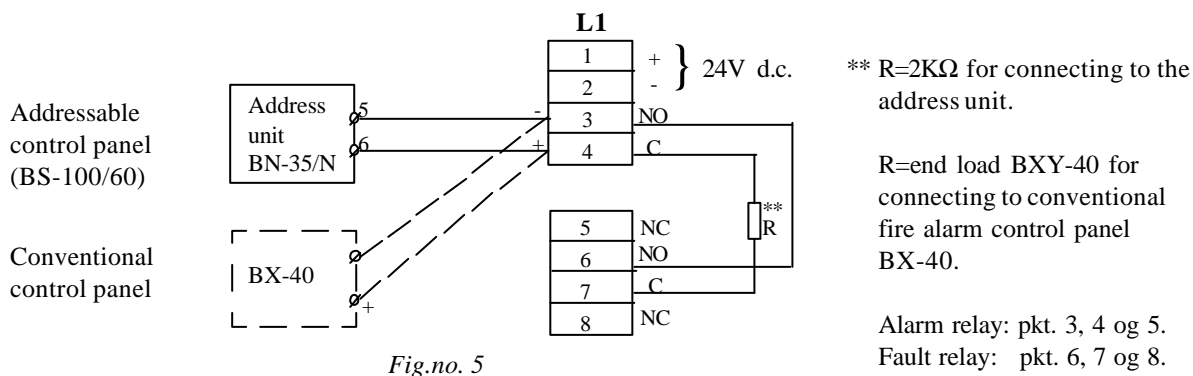 L1
1 +
2 -
} 24V d.c.
- 3 NO
+ 4 C
5 NC
6 NO
7 C
8 NC
**
R
Addressable
control panel
(BS-100/60)
Address
unit
BN-35/N
5
6
Conventional
control panel
BX-40
-
+
Fig.no. 5
** R=2KΩ for connecting to the
address unit.
R=end load BXY-40 for
connecting to conventional
fire alarm control panel
BX-40.
Alarm relay: pkt. 3, 4 og 5.
Fault relay: pkt. 6, 7 og 8.